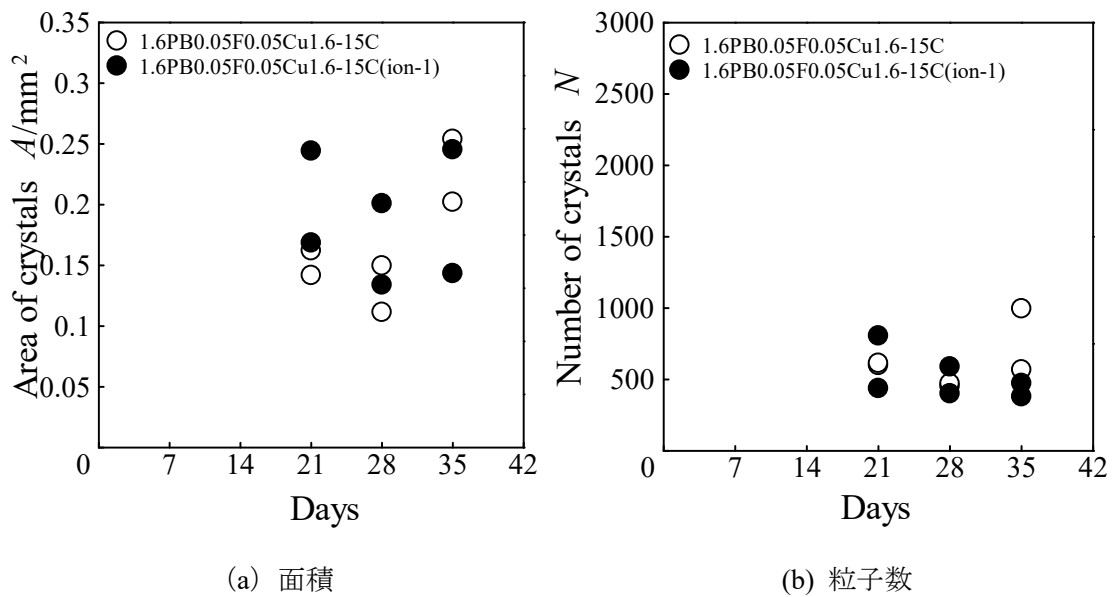 0.35
0.3
0.25
0.2
0.15
0.1
0.05
0
Area of crystals A/mm²
1.6PB0.05F0.05Cu1.6-15C
1.6PB0.05F0.05Cu1.6-15C(ion-1)
7 14 21 28 35 42
Days
(a) 面積
3000
2500
2000
1500
1000
500
0
Number of crystals N
1.6PB0.05F0.05Cu1.6-15C
1.6PB0.05F0.05Cu1.6-15C(ion-1)
7 14 21 28 35 42
Days
(b) 粒子数